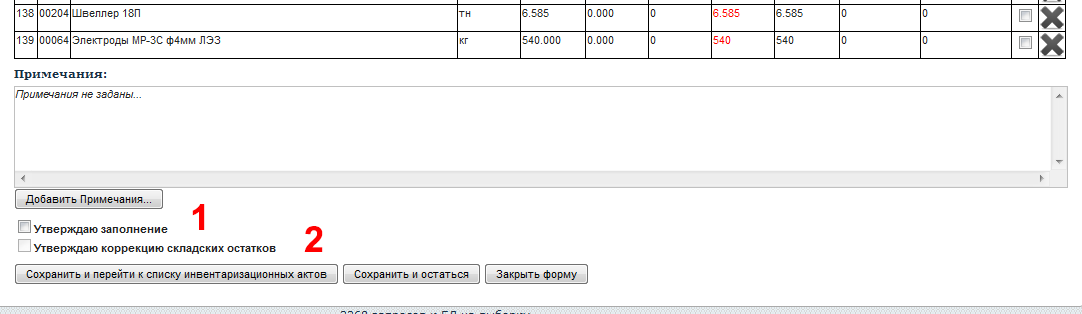 138 00204 Швеллер 18П тн 6.585 0.000 0 6.585 6.585 0 0
139 00064 Электроды МР-3С ф4мм ЛЭЗ кг 540.000 0.000 0 540 540 0 0
Примечания:
Примечания не заданы...
Добавить Примечания...
1
Утверждаю заполнение
2
Утверждаю коррекцию складских остатков
Сохранить и перейти к списку инвентаризационных актов Сохранить и остаться Закрыть форму